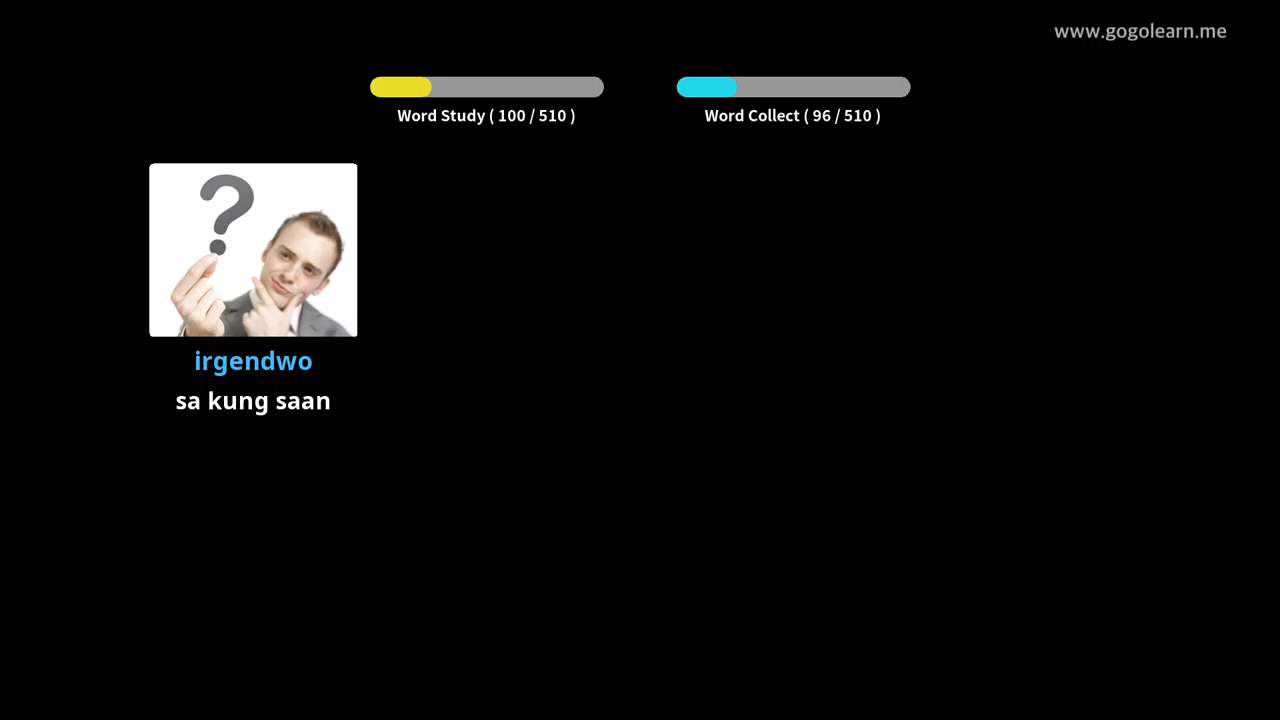 www.gogolearn.me
Word Study ( 100 / 510 )
Word Collect ( 96 / 510 )
?
irgendwo
sa kung saan